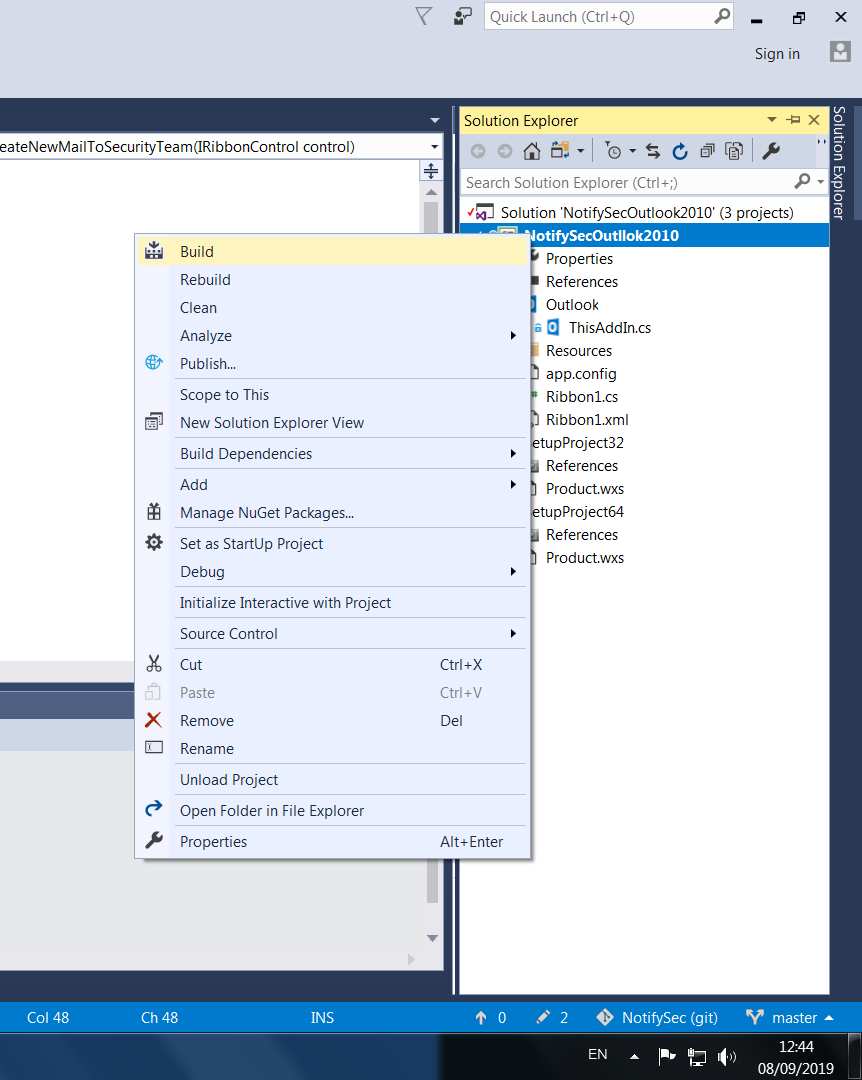 Quick Launch (Ctrl+Q)
Sign in
Solution Explorer
Solution Explorer
eateNewMailToSecurityTeam(IRibbonControl control)
Search Solution Explorer (Ctrl+;)
Solution 'NotifySecOutlook2010' (3 projects)
NotifySecOutllok2010
Properties
References
Outlook
ThisAddIn.cs
Resources
app.config
Ribbon1.cs
Ribbon1.xml
etupProject32
References
Product.wxs
etupProject64
References
Product.wxs
Build
Rebuild
Clean
Analyze
Publish...
Scope to This
New Solution Explorer View
Build Dependencies
Add
Manage NuGet Packages...
Set as StartUp Project
Debug
Initialize Interactive with Project
Source Control
Cut Ctrl+X
Paste Ctrl+V
Remove Del
Rename
Unload Project
Open Folder in File Explorer
Properties Alt+Enter
Col 48 Ch 48 INS 0 2 NotifySec (git) master
EN
12:44
08/09/2019